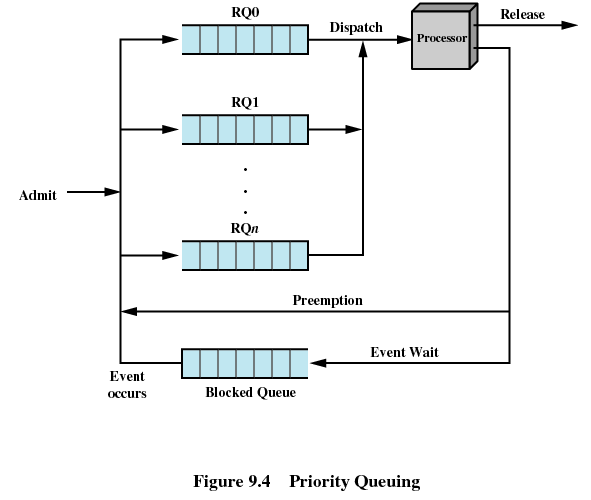 RQ0
Dispatch
Release
Processor
RQ1
.
.
.
Admit
RQn
Preemption
Event Wait
Event
occurs
Blocked Queue
Figure 9.4 Priority Queuing